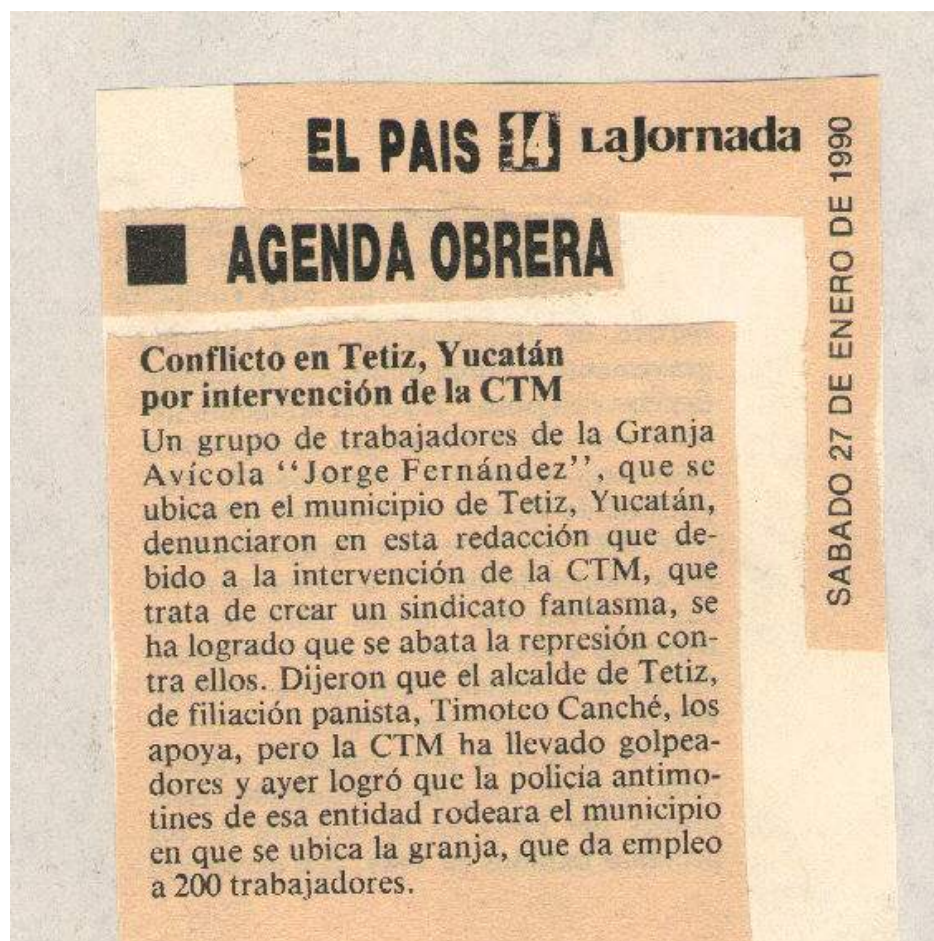 EL PAIS 14 LaJornada
SABADO 27 DE ENERO DE 1990
AGENDA OBRERA
Conflicto en Tetiz, Yucatán
por intervención de la CTM
Un grupo de trabajadores de la Granja
Avícola ‘‘Jorge Fernández’’, que se
ubica en el municipio de Tetiz, Yucatán,
denunciaron en esta redacción que de-
bido a la intervención de la CTM, que
trata de crear un sindicato fantasma, se
ha logrado que se abata la represión con-
tra ellos. Dijeron que el alcalde de Tetiz,
de filiación panista, Timoteo Canché, los
apoya, pero la CTM ha llevado golpea-
dores y ayer logró que la policía antimo-
tines de esa entidad rodeara el municipio
en que se ubica la granja, que da empleo
a 200 trabajadores.